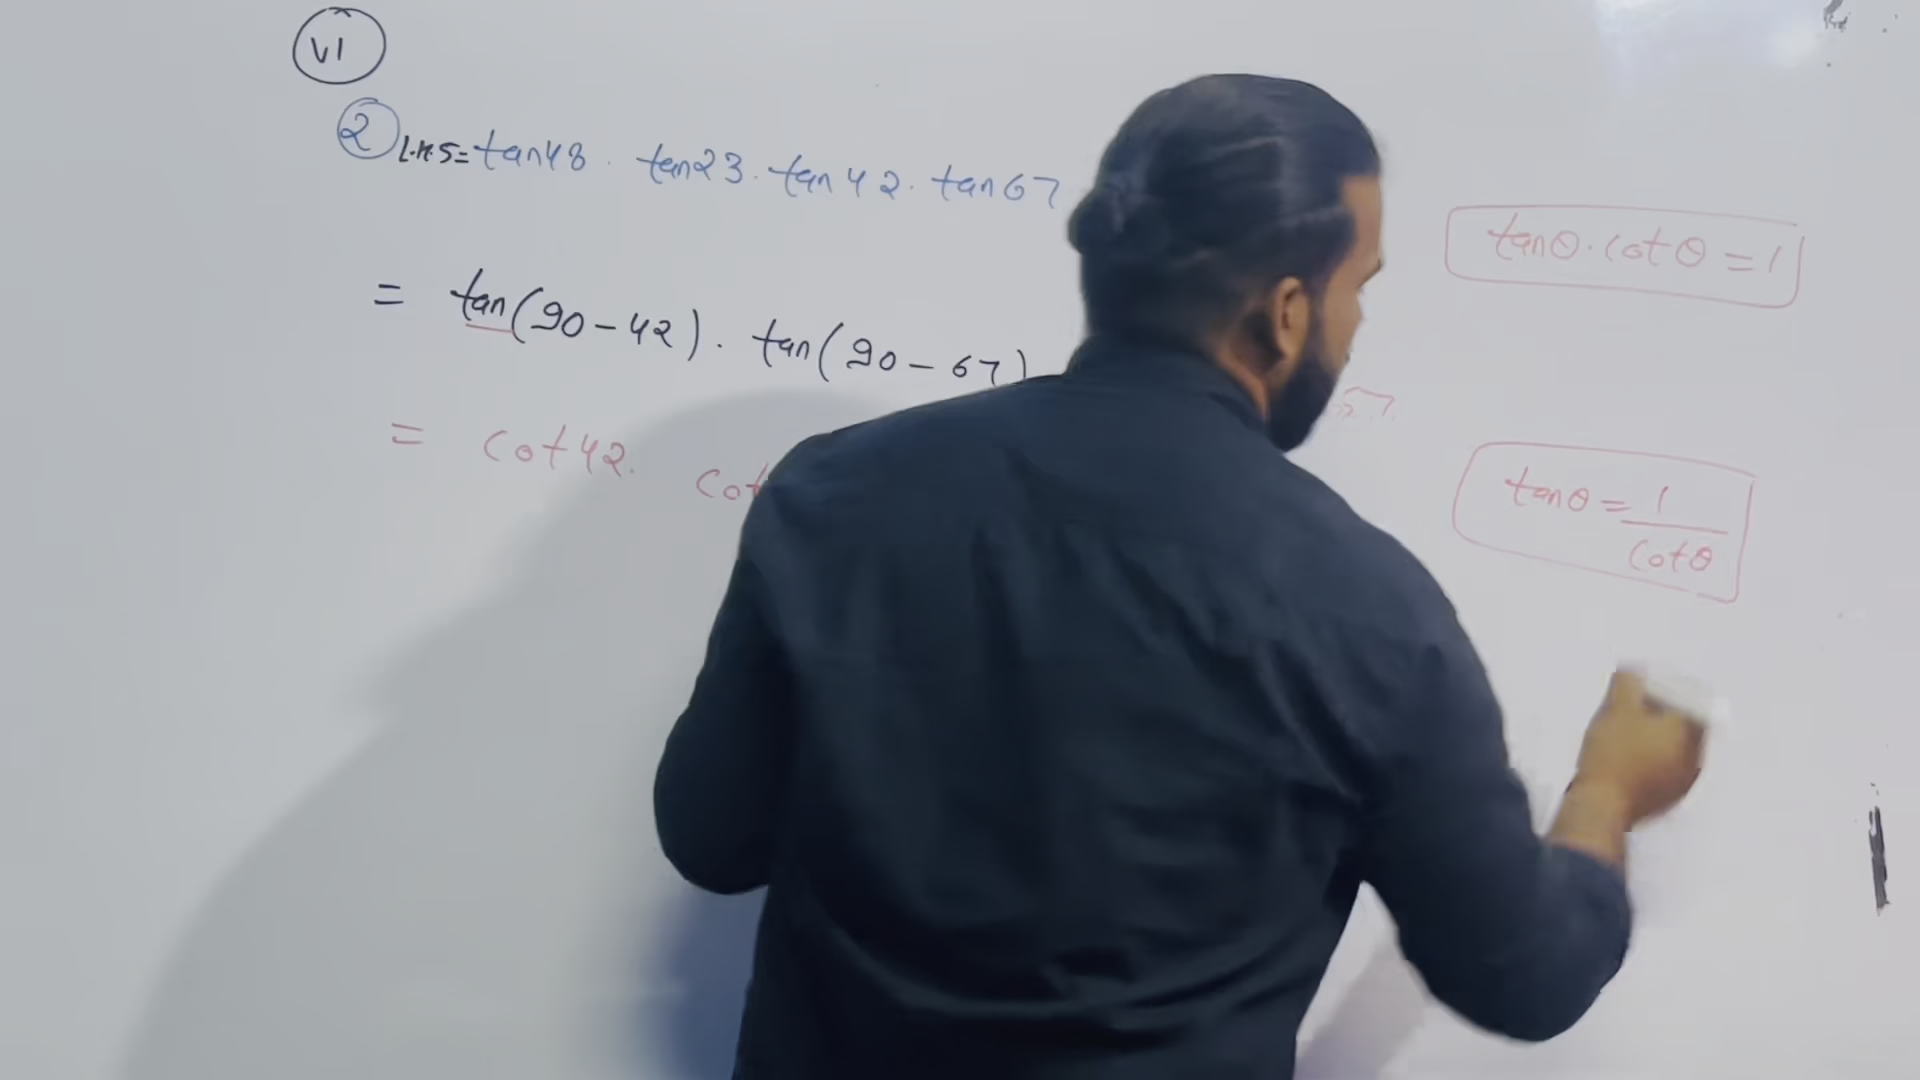 VI
2 L.H.S= tan48 . tan23 . tan42 . tan67
= tan(90-42) . tan(90-67)
= cot42. cot
tanθ.cotθ=1
tanθ=1/cotθ